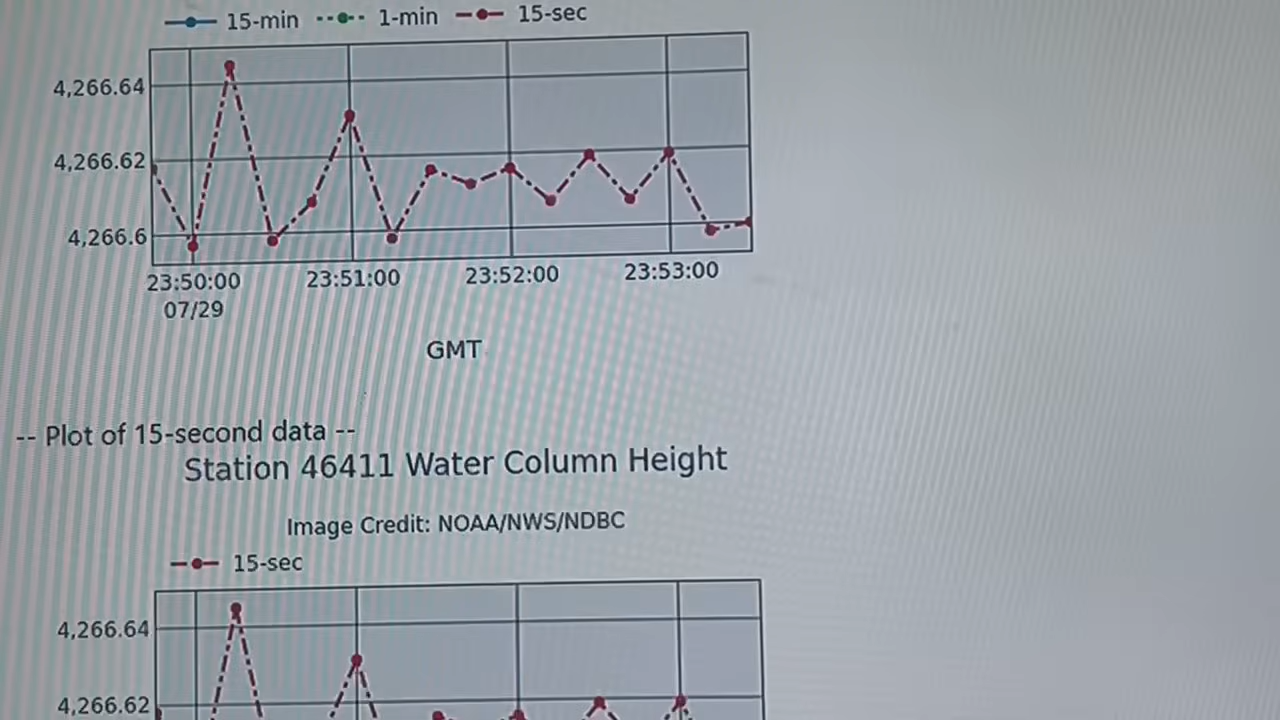 15-min 1-min 15-sec
4,266.64
4,266.62
4,266.6
23:50:00 23:51:00 23:52:00 23:53:00
07/29
GMT
-- Plot of 15-second data --
Station 46411 Water Column Height
Image Credit: NOAA/NWS/NDBC
15-sec
4,266.64
4,266.62